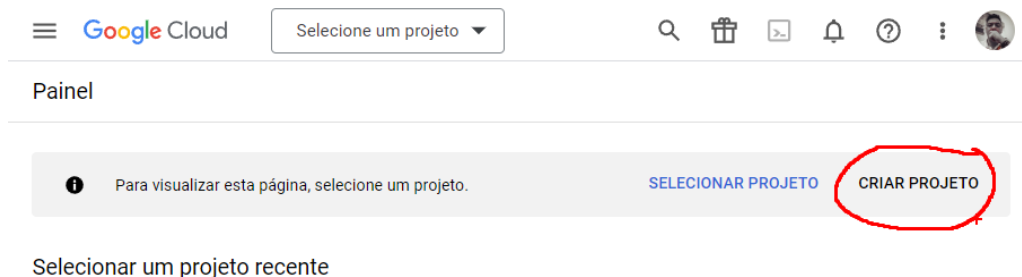 Google Cloud Selecione um projeto
Painel
Para visualizar esta página, selecione um projeto. SELECIONAR PROJETO CRIAR PROJETO
Selecionar um projeto recente